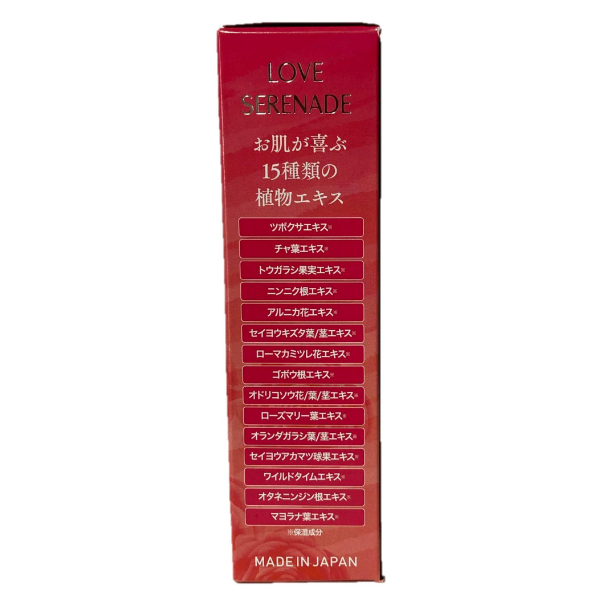 LOVE
SERENADE
お肌が喜ぶ
15種類の
植物エキス
ツボクサエキス※
チャ葉エキス※
トウガラシ果実エキス※
ニンニク根エキス※
アルニカ花エキス※
セイヨウキズタ葉/茎エキス※
ローマカミツレ花エキス※
ゴボウ根エキス※
オドリコソウ花/葉/茎エキス※
ローズマリー葉エキス※
オランダガラシ葉/茎エキス※
セイヨウアカマツ球果エキス※
ワイルドタイムエキス※
オタネニンジン根エキス※
マヨラナ葉エキス※
※保湿成分
MADE IN JAPAN